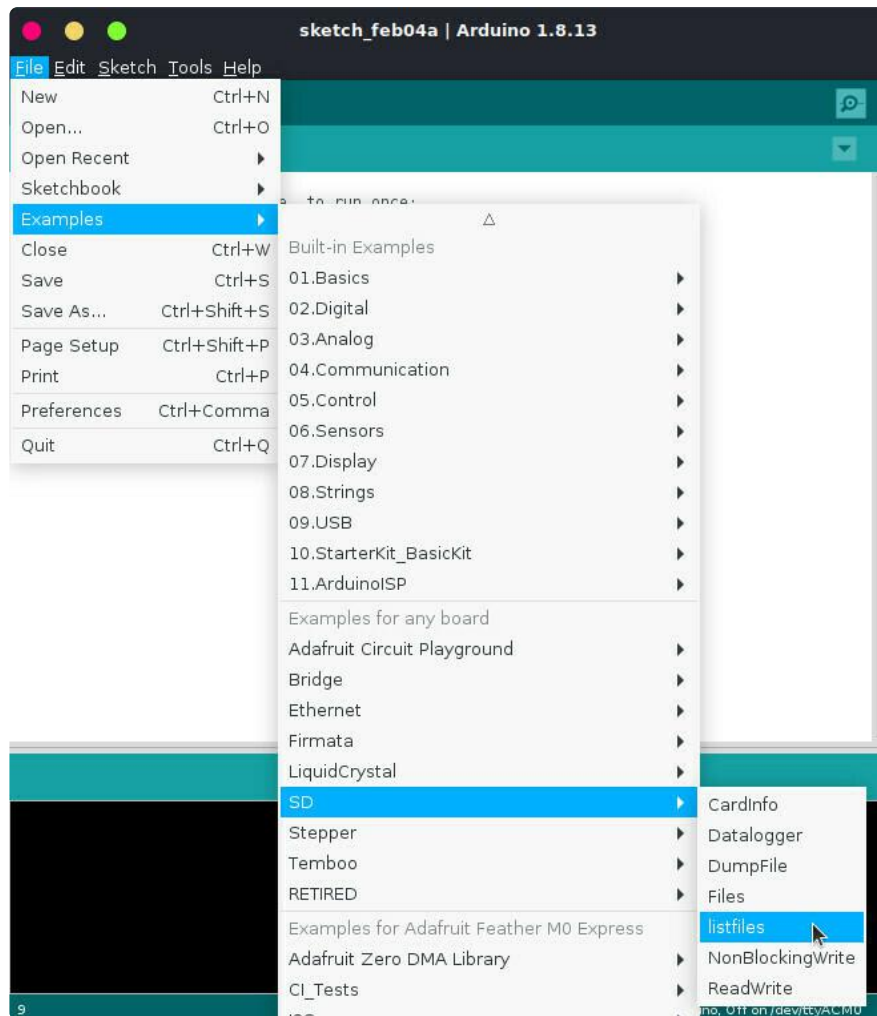 sketch_feb04a | Arduino 1.8.13
File Edit Sketch Tools Help
New Ctrl+N
Open... Ctrl+O
Open Recent
Sketchbook
Examples
Close Ctrl+W
Save Ctrl+S
Save As... Ctrl+Shift+S
Page Setup Ctrl+Shift+P
Print Ctrl+P
Preferences Ctrl+Comma
Quit Ctrl+Q
to run once:
Built-in Examples
01.Basics
02.Digital
03.Analog
04.Communication
05.Control
06.Sensors
07.Display
08.Strings
09.USB
10.StarterKit_BasicKit
11.ArduinoISP
Examples for any board
Adafruit Circuit Playground
Bridge
Ethernet
Firmata
LiquidCrystal
SD
Stepper
Temboo
RETIRED
Examples for Adafruit Feather M0 Express
Adafruit Zero DMA Library
CI_Tests
CardInfo
Datalogger
DumpFile
Files
listfiles
NonBlockingWrite
ReadWrite
9
Off on /dev/ttyACM0